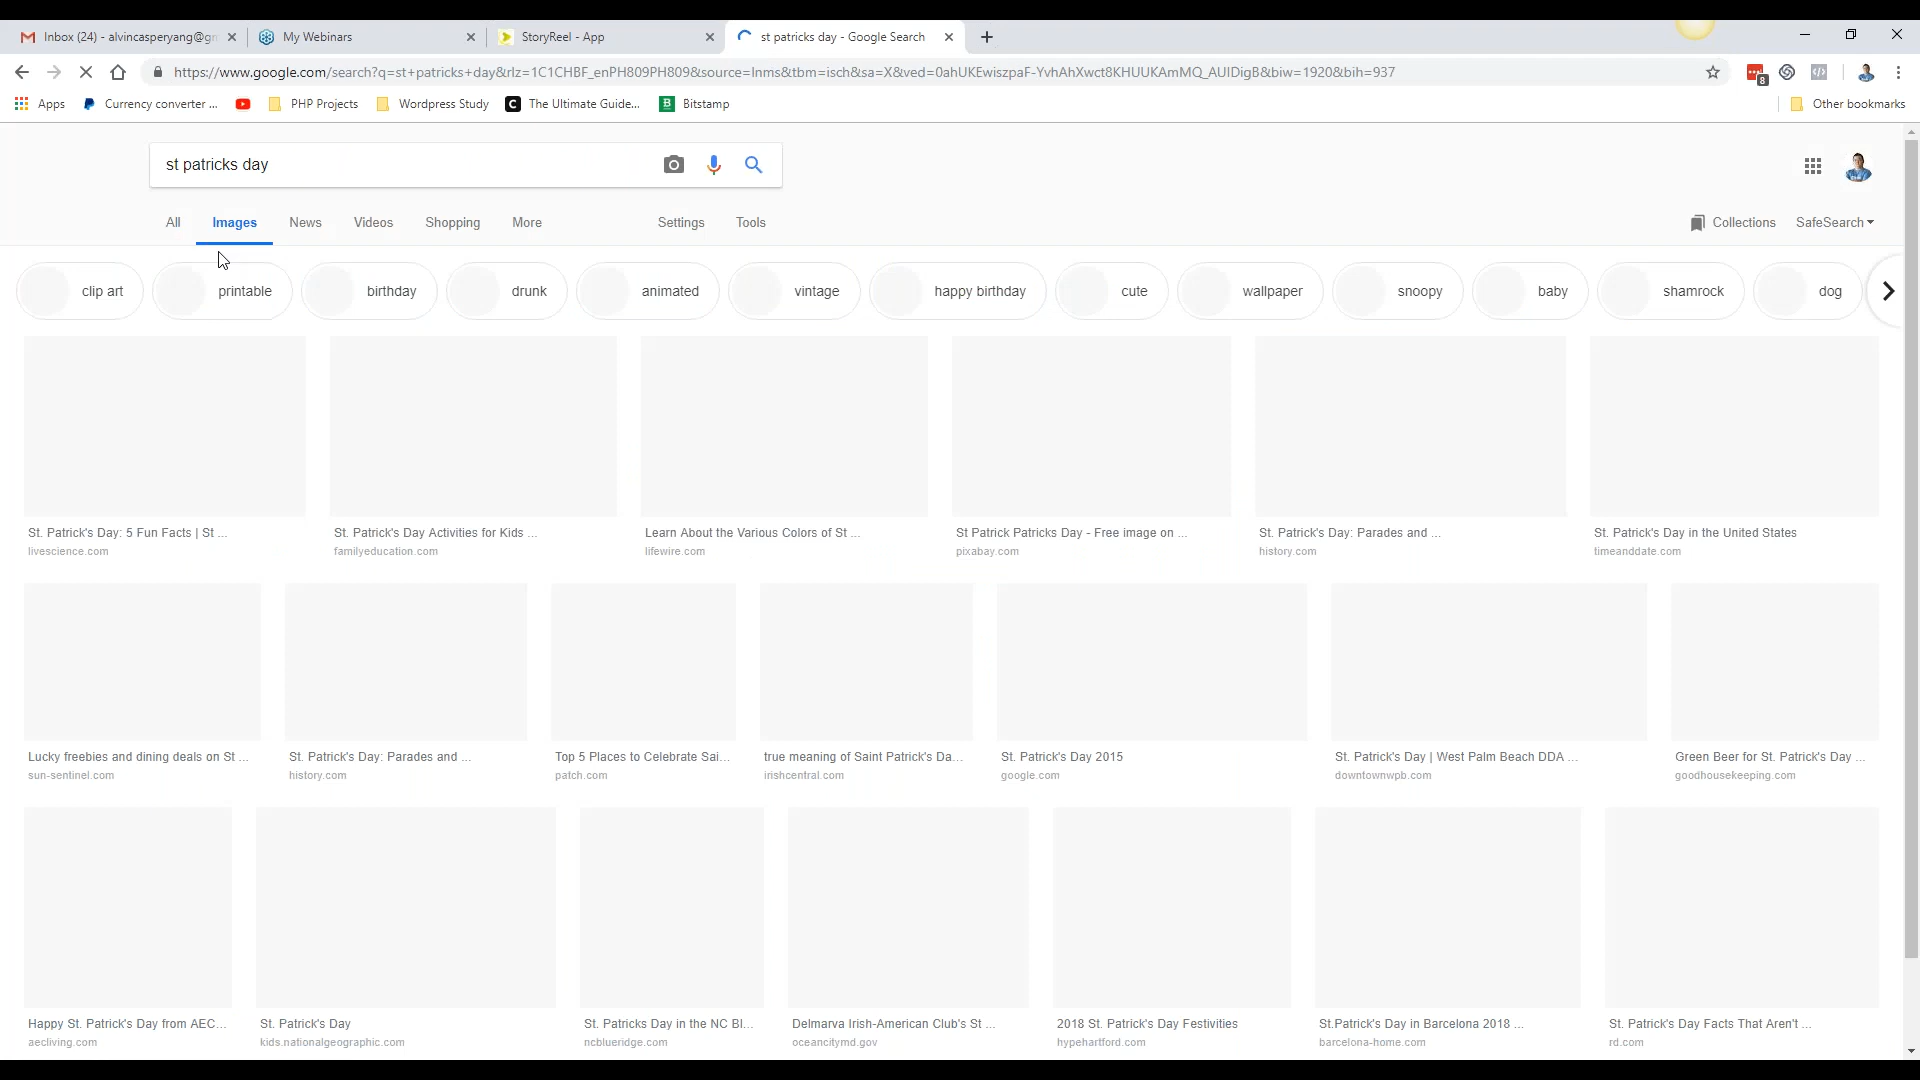 Inbox (24) - alvincasperyang@gm
My Webinars
StoryReel - App
st patricks day - Google Search
https://www.google.com/search?q=st+patricks+day&rlz=1C1CHBF_enPH809PH809&source=lnms&tbm=isch&sa=X&ved=0ahUKEwiszpaF-YvhAhXwct8KHUUKAmMQ_AUIDigB&biw=1920&bih=937
8
Apps
Currency converter ...
PHP Projects
Wordpress Study
The Ultimate Guide...
Bitstamp
Other bookmarks
st patricks day
All
Images
News
Videos
Shopping
More
Settings
Tools
Collections
SafeSearch
clip art
printable
birthday
drunk
animated
vintage
happy birthday
cute
wallpaper
snoopy
baby
shamrock
dog
St. Patrick's Day: 5 Fun Facts | St ...
livescience.com
St. Patrick's Day Activities for Kids ...
familyeducation.com
Learn About the Various Colors of St ...
lifewire.com
St Patrick Patricks Day - Free image on ...
pixabay.com
St. Patrick's Day: Parades and ...
history.com
St. Patrick's Day in the United States
timeanddate.com
Lucky freebies and dining deals on St ...
sun-sentinel.com
St. Patrick's Day: Parades and ...
history.com
Top 5 Places to Celebrate Sai...
patch.com
true meaning of Saint Patrick's Da...
irishcentral.com
St. Patrick's Day 2015
google.com
St. Patrick's Day | West Palm Beach DDA ...
downtownwpb.com
Green Beer for St. Patrick's Day ...
goodhousekeeping.com
Happy St. Patrick's Day from AEC...
aecliving.com
St. Patrick's Day
kids.nationalgeographic.com
St. Patricks Day in the NC Bl...
ncblueridge.com
Delmarva Irish-American Club's St ...
oceancitymd.gov
2018 St. Patrick's Day Festivities
hypehartford.com
St.Patrick's Day in Barcelona 2018 ...
barcelona-home.com
St. Patrick's Day Facts That Aren't ...
rd.com